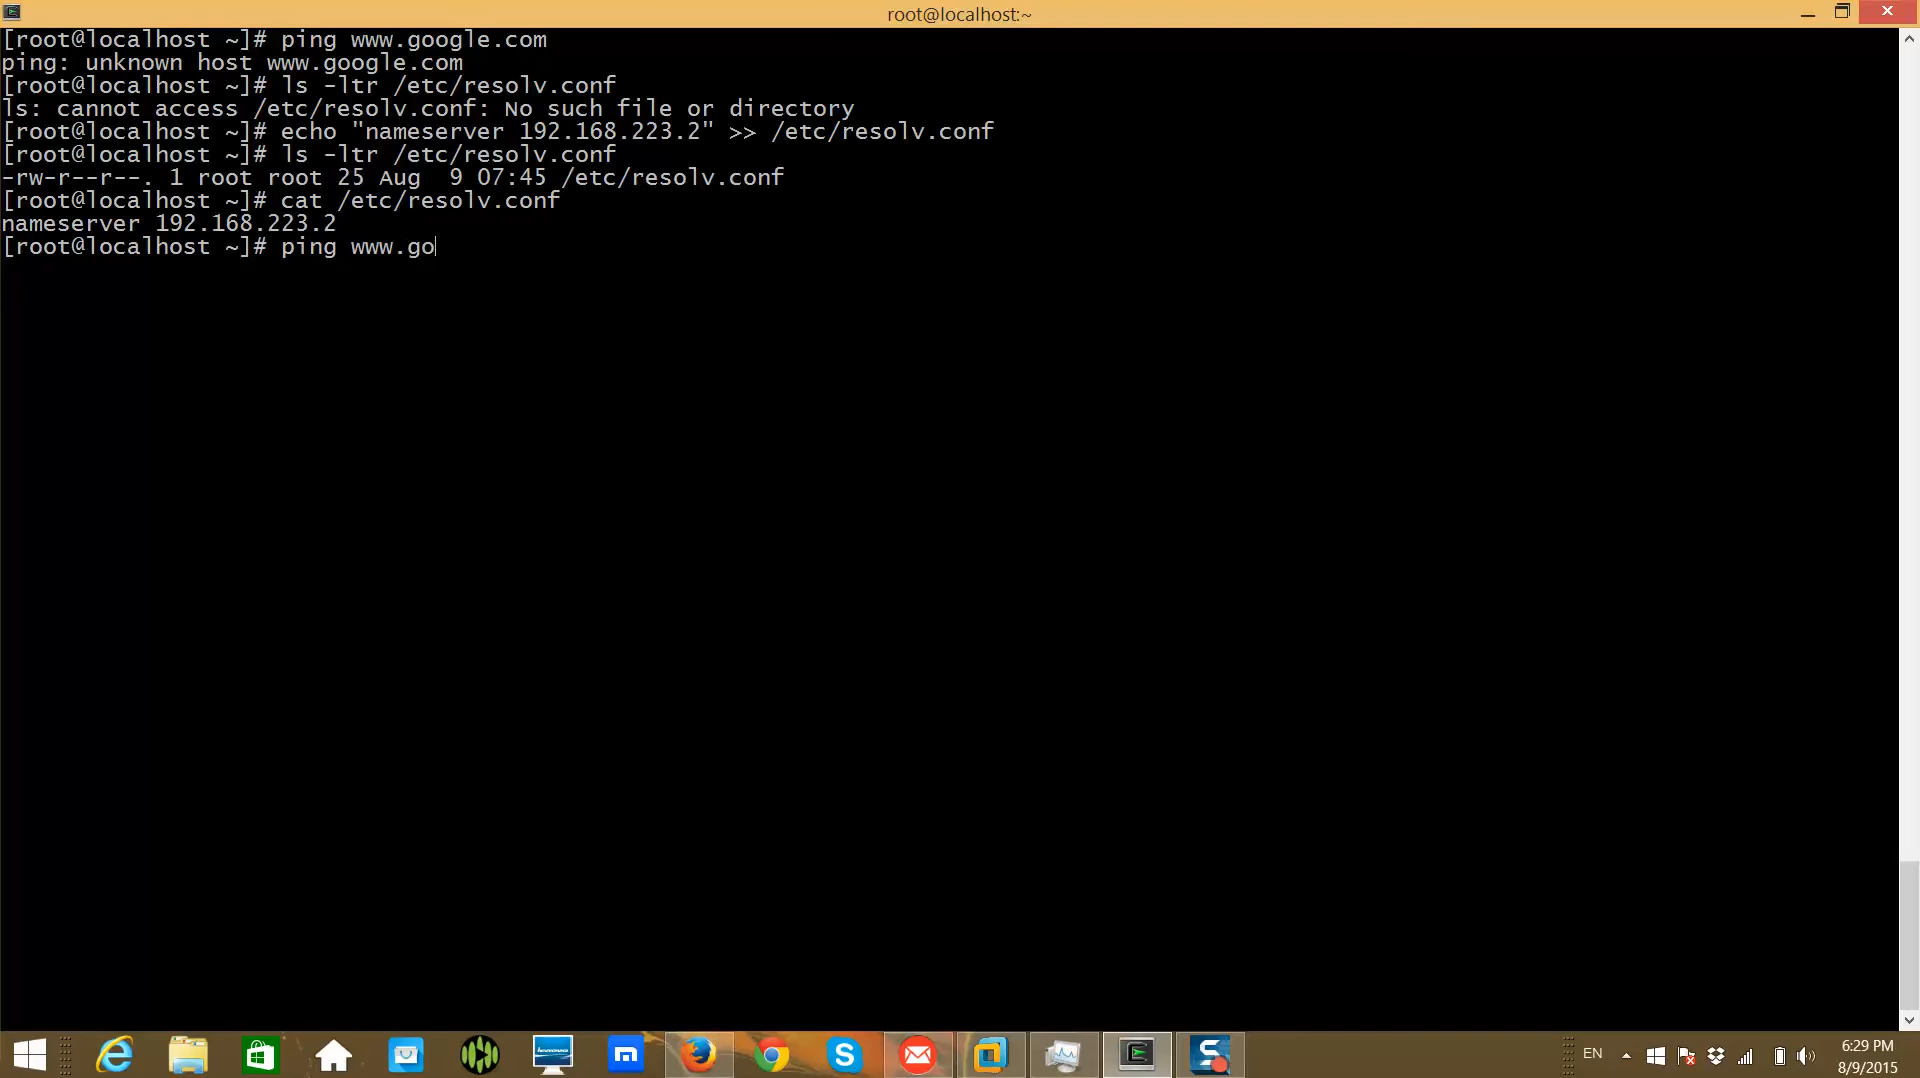 root@localhost:~
[root@localhost ~]# ping www.google.com
ping: unknown host www.google.com
[root@localhost ~]# ls -ltr /etc/resolv.conf
ls: cannot access /etc/resolv.conf: No such file or directory
[root@localhost ~]# echo "nameserver 192.168.223.2" >> /etc/resolv.conf
[root@localhost ~]# ls -ltr /etc/resolv.conf
-rw-r--r--. 1 root root 25 Aug  9 07:45 /etc/resolv.conf
[root@localhost ~]# cat /etc/resolv.conf
nameserver 192.168.223.2
[root@localhost ~]# ping www.go
EN
6:29 PM
8/9/2015